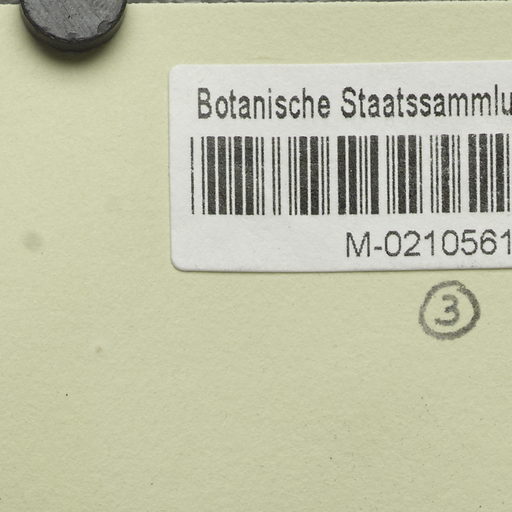 Botanische Staatssammlu
M-0210561
3